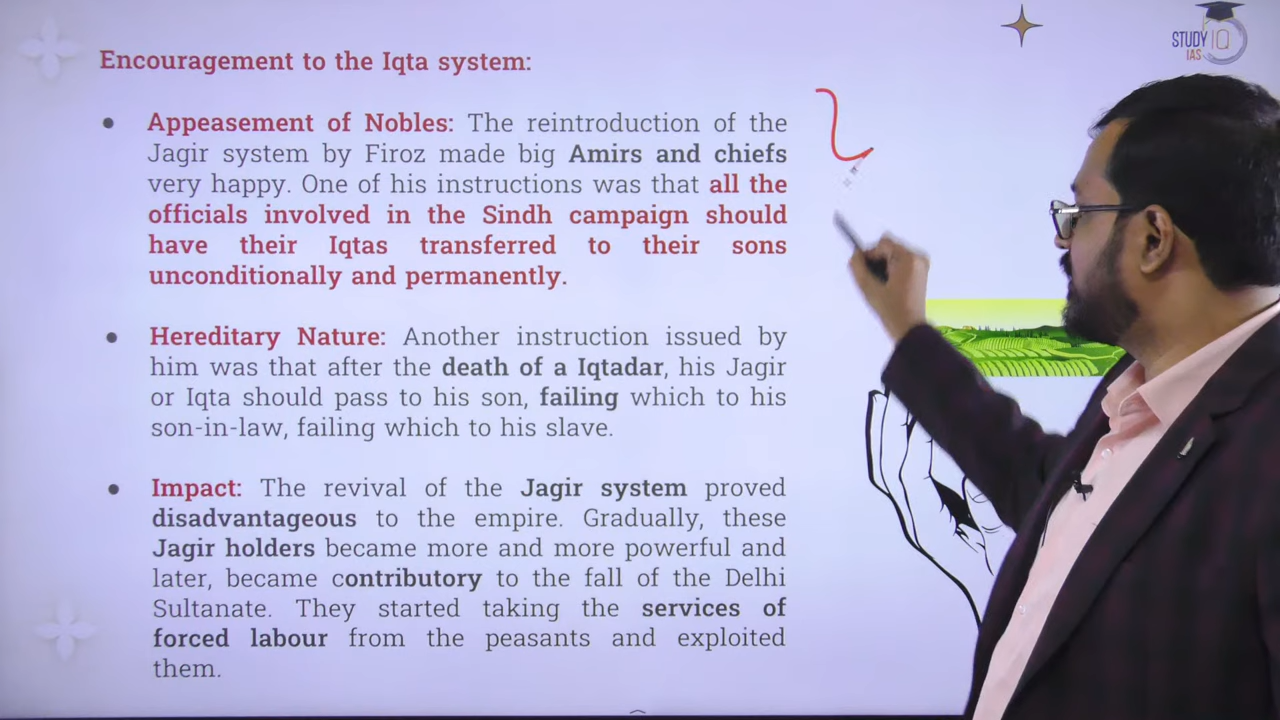 STUDY IQ
IAS
Encouragement to the Iqta system:
• Appeasement of Nobles: The reintroduction of the
Jagir system by Firoz made big Amirs and chiefs
very happy. One of his instructions was that all the
officials involved in the Sindh campaign should
have their Iqtas transferred to their sons
unconditionally and permanently.
• Hereditary Nature: Another instruction issued by
him was that after the death of a Iqtadar, his Jagir
or Iqta should pass to his son, failing which to his
son-in-law, failing which to his slave.
• Impact: The revival of the Jagir system proved
disadvantageous to the empire. Gradually, these
Jagir holders became more and more powerful and
later, became contributory to the fall of the Delhi
Sultanate. They started taking the services of
forced labour from the peasants and exploited
them.